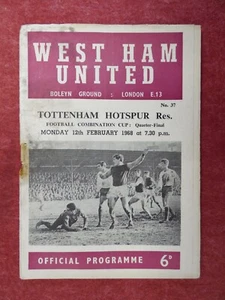 WEST HAM
UNITED
BOLEYN GROUND : LONDON E.13
No. 37
TOTTENHAM HOTSPUR Res.
FOOTBALL COMBINATION CUP: Quarter-Final
MONDAY 12th FEBRUARY 1968 at 7.30 p.m.
OFFICIAL PROGRAMME 6D